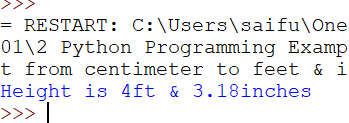 >>>
= RESTART: C:\Users\saifu\One
01\2 Python Programming Examp
t from centimeter to feet & i
Height is 4ft & 3.18inches
>>>